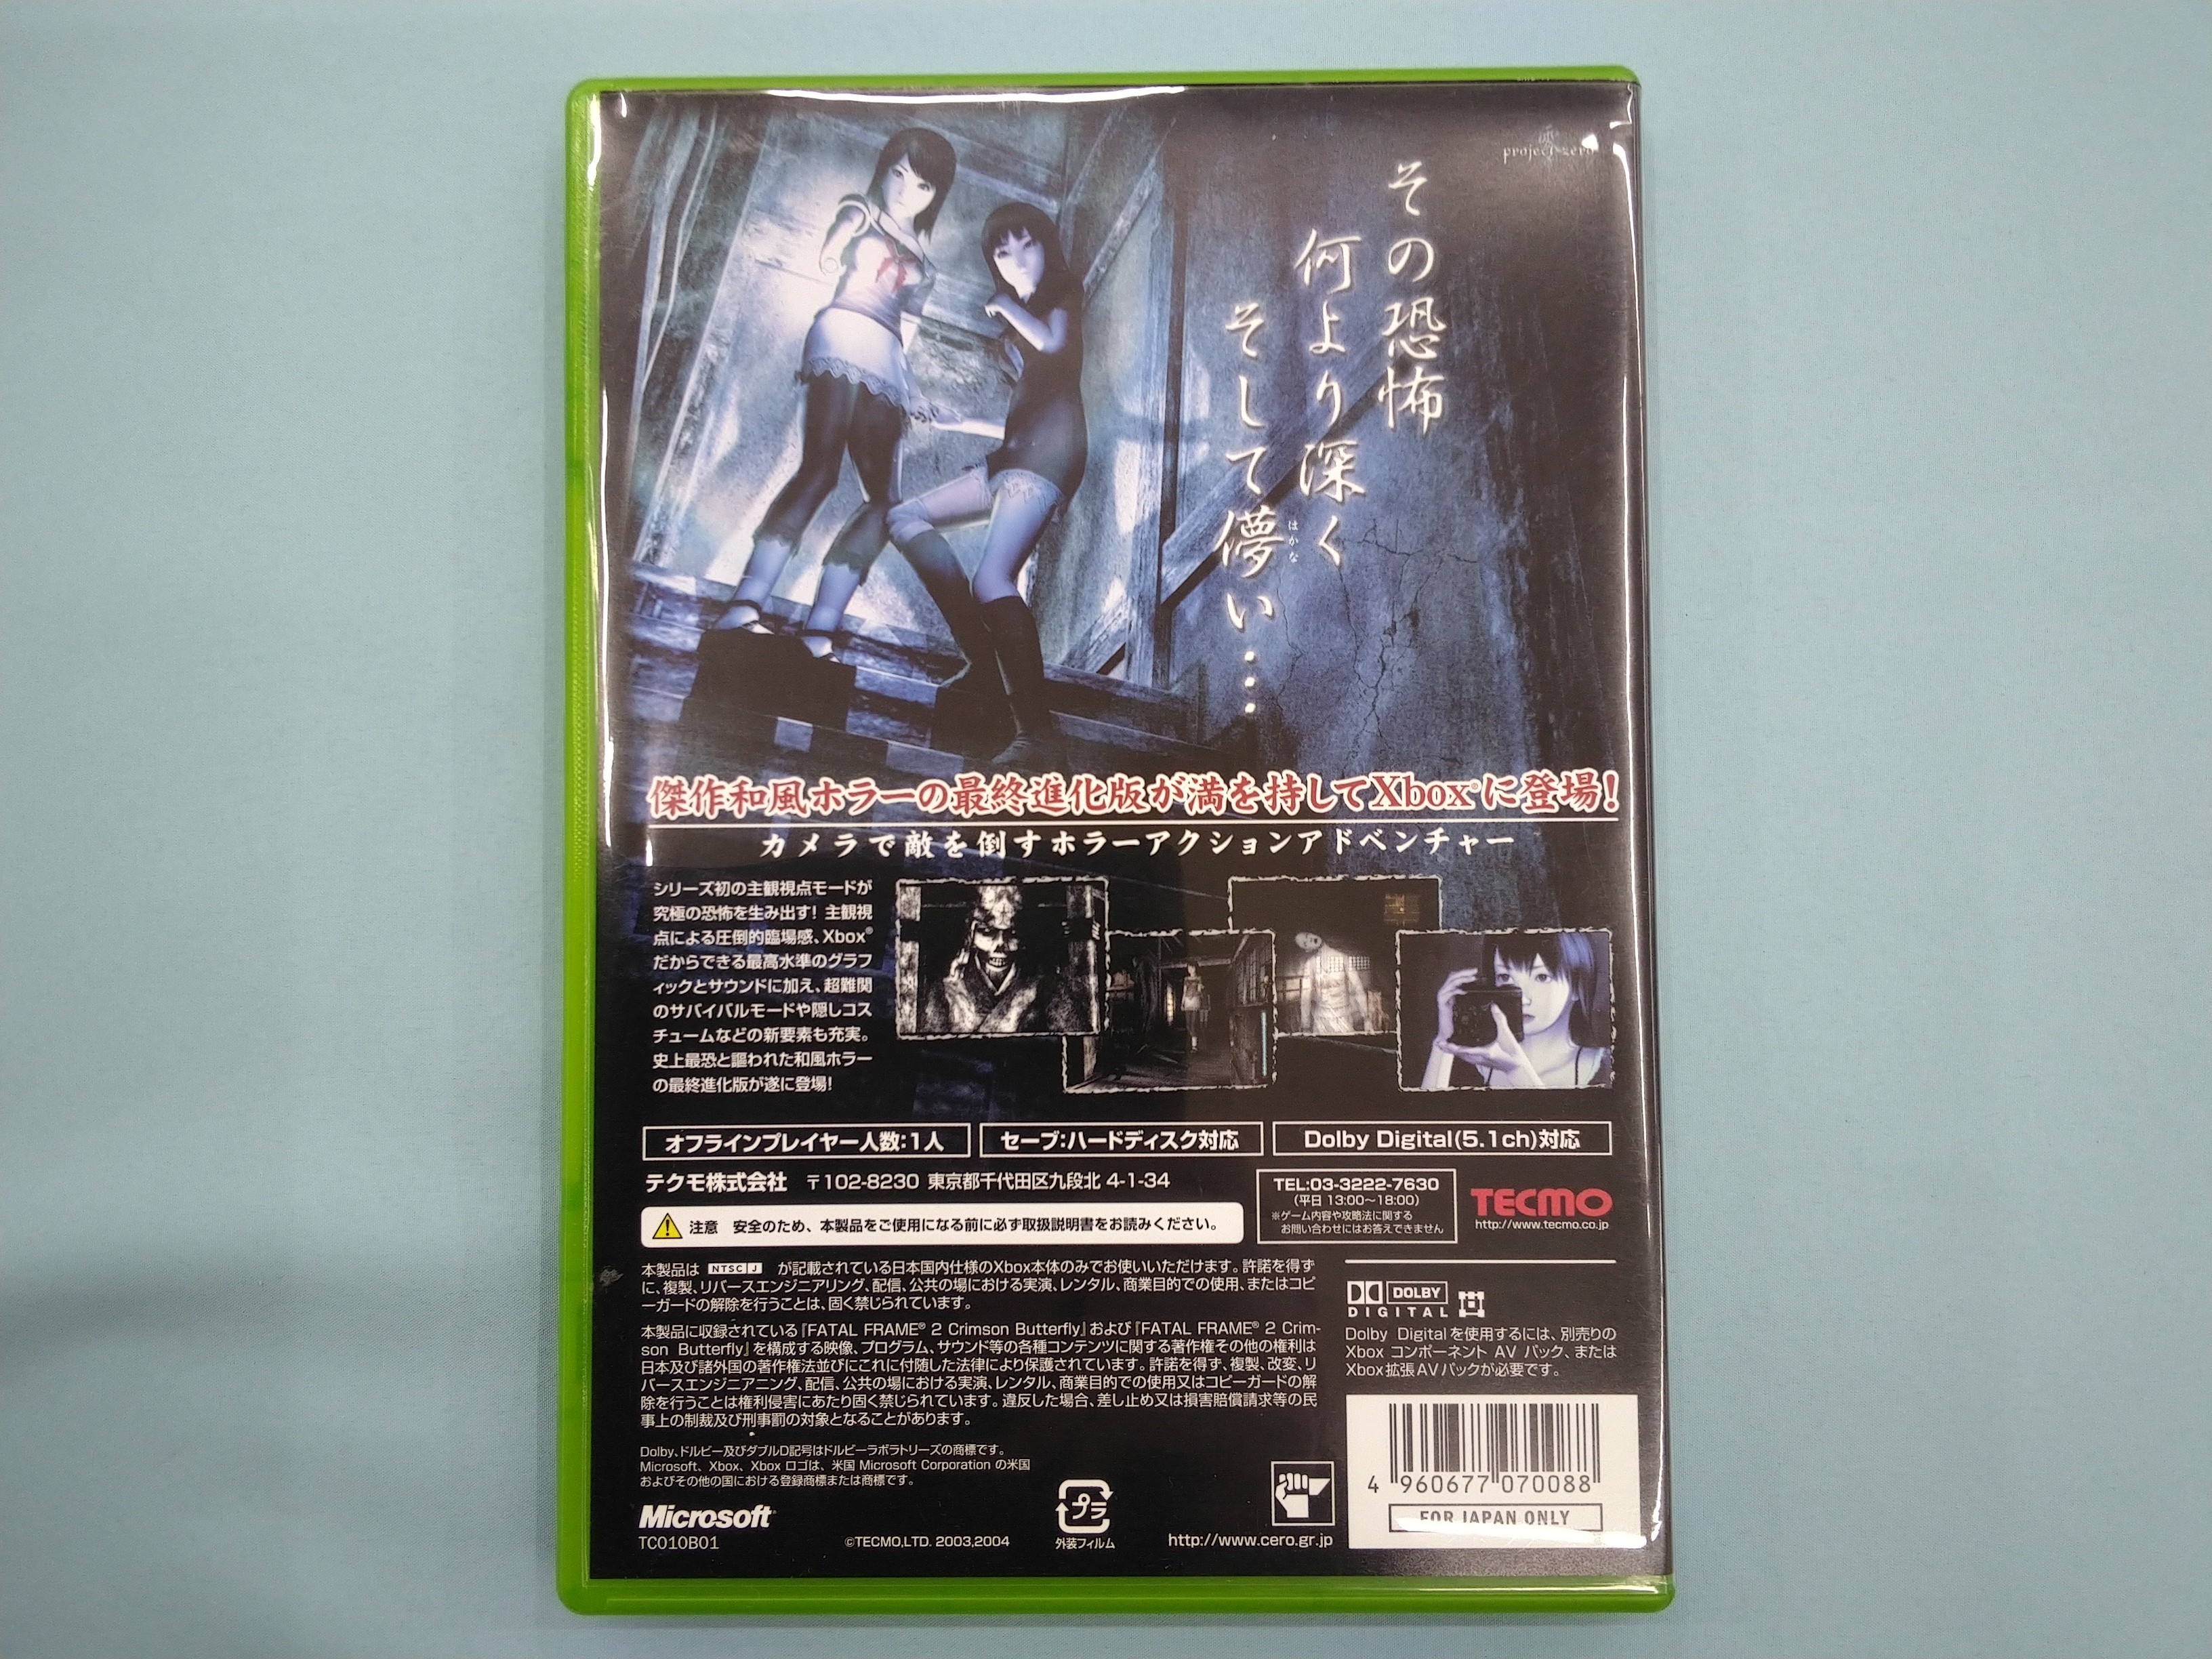 project zero
その恐怖
何より深く
そして儚い…
はかな
傑作和風ホラーの最終進化版が満を持してXbox®に登場!
カメラで敵を倒すホラーアクションアドベンチャー
シリーズ初の主観視点モードが
究極の恐怖を生み出す! 主観視
点による圧倒的臨場感、Xbox®
だからできる最高水準のグラフ
ィックとサウンドに加え、超難関
のサバイバルモードや隠しコス
チュームなどの新要素も充実。
史上最恐と謳われた和風ホラー
の最終進化版が遂に登場!
オフラインプレイヤー人数:1人
セーブ:ハードディスク対応
Dolby Digital(5.1ch)対応
テクモ株式会社 〒102-8230 東京都千代田区九段北 4-1-34
TEL:03-3222-7630
(平日 13:00〜18:00)
※ゲーム内容や攻略法に関する
お問い合わせにはお答えできません
TECMO
http://www.tecmo.co.jp
注意 安全のため、本製品をご使用になる前に必ず取扱説明書をお読みください。
本製品は NTSC J が記載されている日本国内仕様のXbox本体のみでお使いいただけます。許諾を得ず
に、複製、リバースエンジニアリング、配信、公共の場における実演、レンタル、商業目的での使用、またはコピ
ーガードの解除を行うことは、固く禁じられています。
本製品に収録されている『FATAL FRAME® 2 Crimson Butterfly』および『FATAL FRAME® 2 Crim-
son Butterfly』を構成する映像、プログラム、サウンド等の各種コンテンツに関する著作権その他の権利は
日本及び諸外国の著作権法並びにこれに付随した法律により保護されています。許諾を得ず、複製、改変、リ
バースエンジニアニング、配信、公共の場における実演、レンタル、商業目的での使用又はコピーガードの解
除を行うことは権利侵害にあたり固く禁じられています。違反した場合、差し止め又は損害賠償請求等の民
事上の制裁及び刑事罰の対象となることがあります。
DOLBY
DIGITAL
Dolby Digitalを使用するには、別売りの
Xbox コンポーネント AV パック、または
Xbox拡張AVパックが必要です。
Dolby、ドルビー及びダブルD記号はドルビーラボラトリーズの商標です。
Microsoft、Xbox、Xbox ロゴは、米国 Microsoft Corporation の米国
およびその他の国における登録商標または商標です。
Microsoft
TC010B01
©TECMO,LTD. 2003,2004
プラ
外装フィルム
http://www.cero.gr.jp
4 960677 070088
FOR JAPAN ONLY